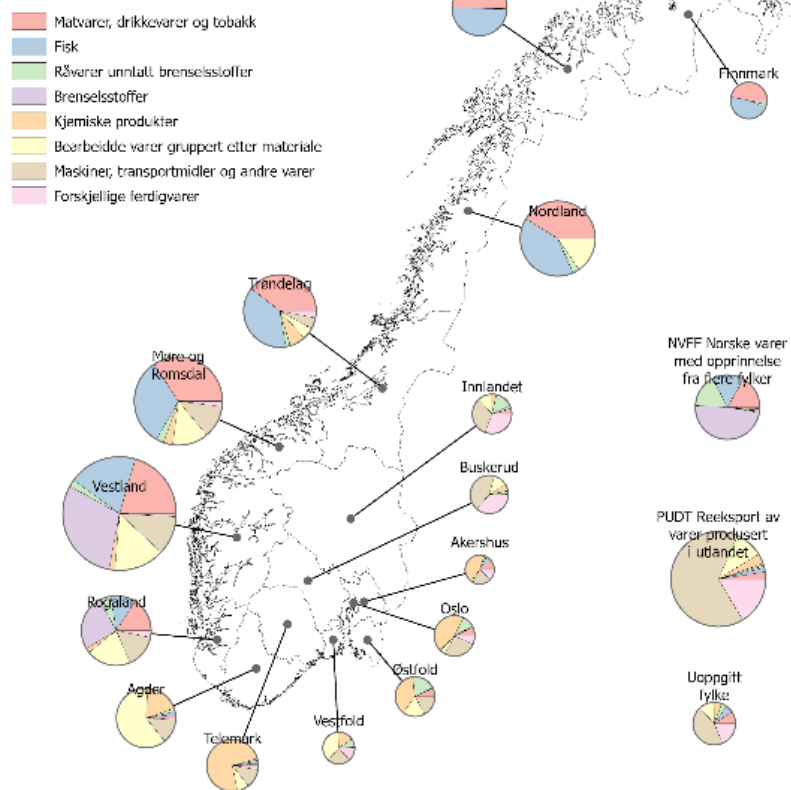 Matvarer, drikkevarer og tobakk
Fisk
Råvarer unntatt brenselsstoffer
Brenselsstoffer
Kjemiske produkter
Bearbeidde varer gruppert etter materiale
Maskiner, transportmidler og andre varer
Forskjellige ferdigvarer
Finnmark
Nordland
Trøndelag
Møre og
Romsdal
NVFF Norske varer
med opprinnelse
fra flere fylker
Innlandet
Buskerud
Vestland
Akershus
PUDT Reeksport av
varer produsert
i utlandet
Rogaland
Oslo
Østfold
Uoppgitt
fylke
Agder
Vestfold
Telemark